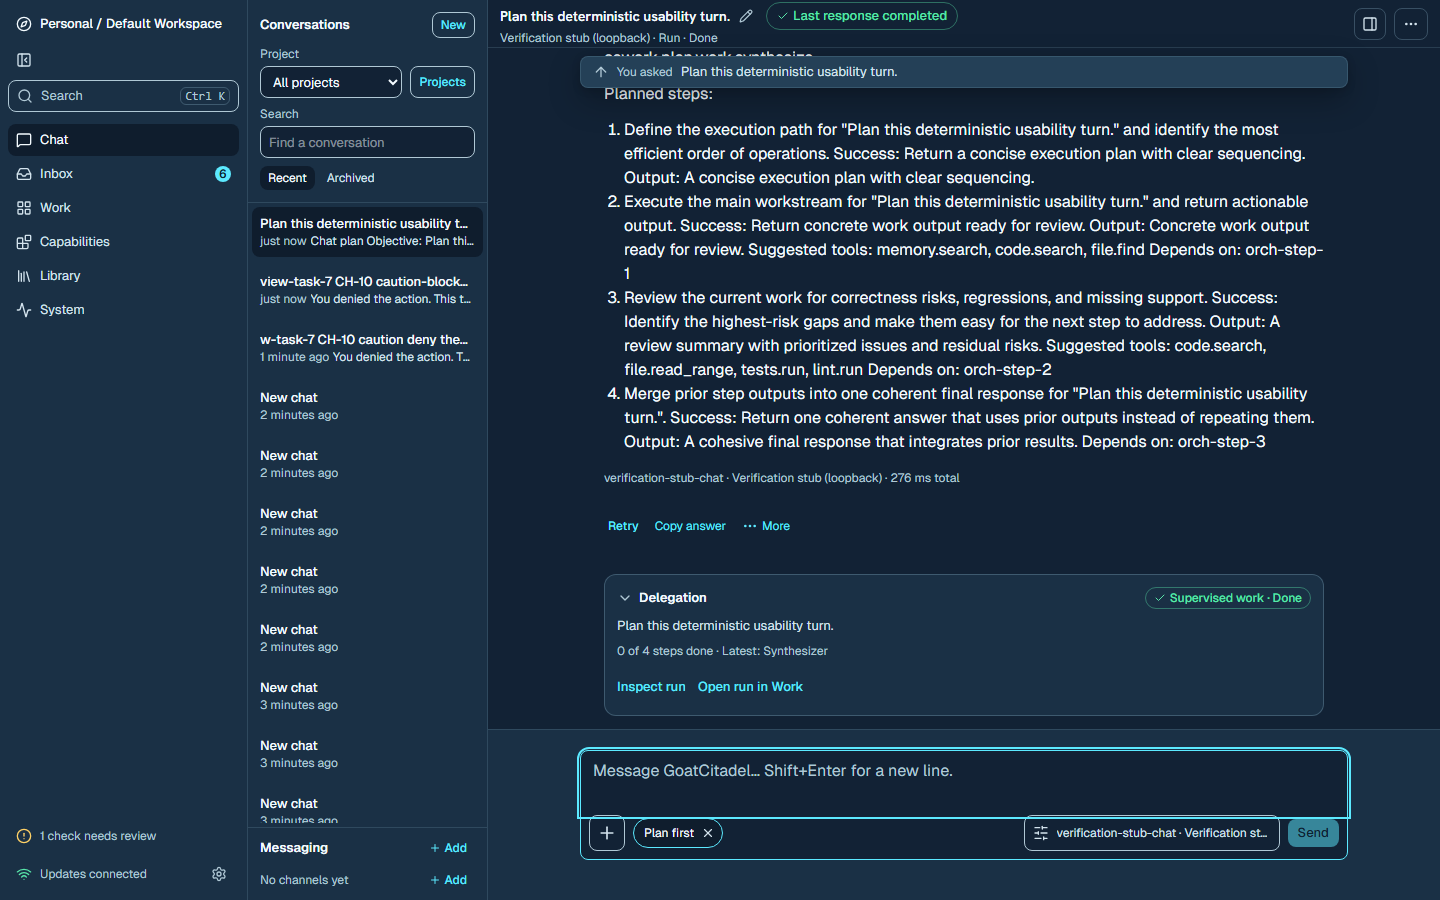 Personal / Default Workspace
Search
Ctrl K
Chat
Inbox
6
Work
Capabilities
Library
System
1 check needs review
Updates connected
Conversations
New
Project
All projects
Projects
Search
Find a conversation
Recent
Archived
Plan this deterministic usability t...
just now Chat plan Objective: Plan thi...
view-task-7 CH-10 caution-block...
just now You denied the action. This t...
w-task-7 CH-10 caution deny the...
1 minute ago You denied the action. T...
New chat
2 minutes ago
New chat
2 minutes ago
New chat
2 minutes ago
New chat
2 minutes ago
New chat
2 minutes ago
New chat
3 minutes ago
New chat
3 minutes ago
New chat
3 minutes ago
Messaging
+ Add
No channels yet
+ Add
Plan this deterministic usability turn.
Last response completed
Verification stub (loopback) · Run · Done
You asked Plan this deterministic usability turn.
Planned steps:
1. Define the execution path for "Plan this deterministic usability turn." and identify the most
efficient order of operations. Success: Return a concise execution plan with clear sequencing.
Output: A concise execution plan with clear sequencing.
2. Execute the main workstream for "Plan this deterministic usability turn." and return actionable
output. Success: Return concrete work output ready for review. Output: Concrete work output
ready for review. Suggested tools: memory.search, code.search, file.find Depends on: orch-step-
1
3. Review the current work for correctness risks, regressions, and missing support. Success:
Identify the highest-risk gaps and make them easy for the next step to address. Output: A
review summary with prioritized issues and residual risks. Suggested tools: code.search,
file.read_range, tests.run, lint.run Depends on: orch-step-2
4. Merge prior step outputs into one coherent final response for "Plan this deterministic usability
turn.". Success: Return one coherent answer that uses prior outputs instead of repeating them.
Output: A cohesive final response that integrates prior results. Depends on: orch-step-3
verification-stub-chat · Verification stub (loopback) · 276 ms total
Retry
Copy answer
··· More
Delegation
Supervised work · Done
Plan this deterministic usability turn.
0 of 4 steps done · Latest: Synthesizer
Inspect run
Open run in Work
Message GoatCitadel... Shift+Enter for a new line.
Plan first
verification-stub-chat · Verification st...
Send